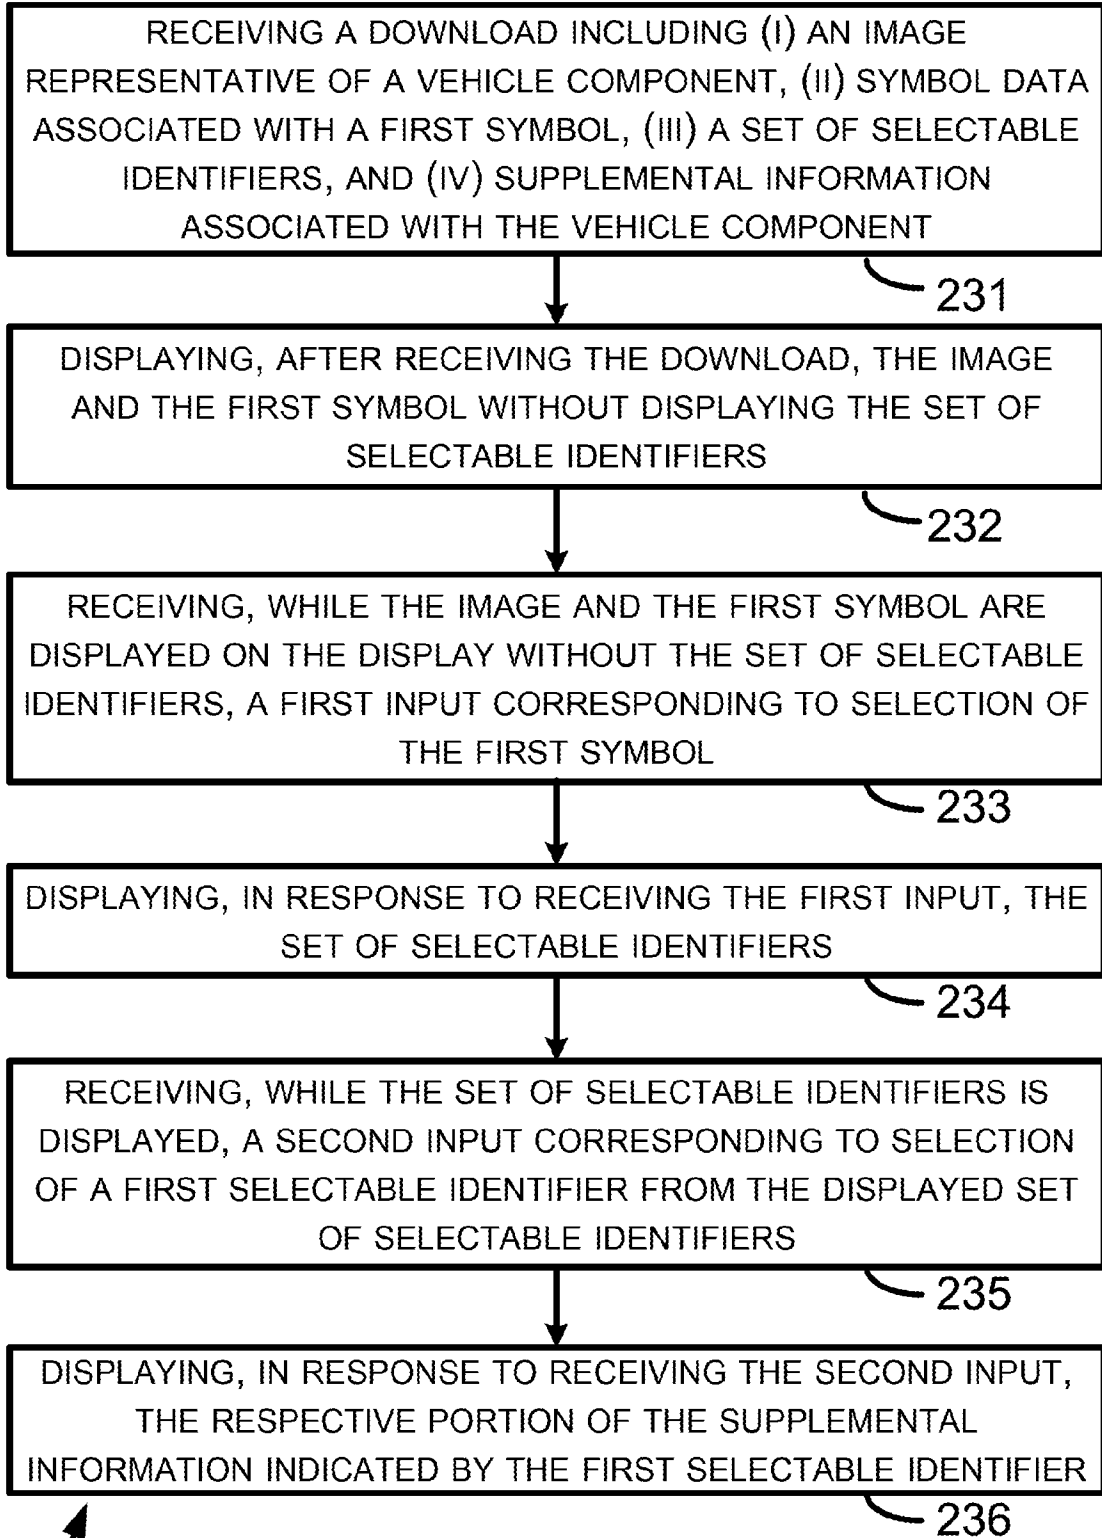 RECEIVING A DOWNLOAD INCLUDING (I) AN IMAGE
REPRESENTATIVE OF A VEHICLE COMPONENT, (II) SYMBOL DATA
ASSOCIATED WITH A FIRST SYMBOL, (III) A SET OF SELECTABLE
IDENTIFIERS, AND (IV) SUPPLEMENTAL INFORMATION
ASSOCIATED WITH THE VEHICLE COMPONENT
231
DISPLAYING, AFTER RECEIVING THE DOWNLOAD, THE IMAGE
AND THE FIRST SYMBOL WITHOUT DISPLAYING THE SET OF
SELECTABLE IDENTIFIERS
232
RECEIVING, WHILE THE IMAGE AND THE FIRST SYMBOL ARE
DISPLAYED ON THE DISPLAY WITHOUT THE SET OF SELECTABLE
IDENTIFIERS, A FIRST INPUT CORRESPONDING TO SELECTION OF
THE FIRST SYMBOL
233
DISPLAYING, IN RESPONSE TO RECEIVING THE FIRST INPUT, THE
SET OF SELECTABLE IDENTIFIERS
234
RECEIVING, WHILE THE SET OF SELECTABLE IDENTIFIERS IS
DISPLAYED, A SECOND INPUT CORRESPONDING TO SELECTION
OF A FIRST SELECTABLE IDENTIFIER FROM THE DISPLAYED SET
OF SELECTABLE IDENTIFIERS
235
DISPLAYING, IN RESPONSE TO RECEIVING THE SECOND INPUT,
THE RESPECTIVE PORTION OF THE SUPPLEMENTAL
INFORMATION INDICATED BY THE FIRST SELECTABLE IDENTIFIER
236